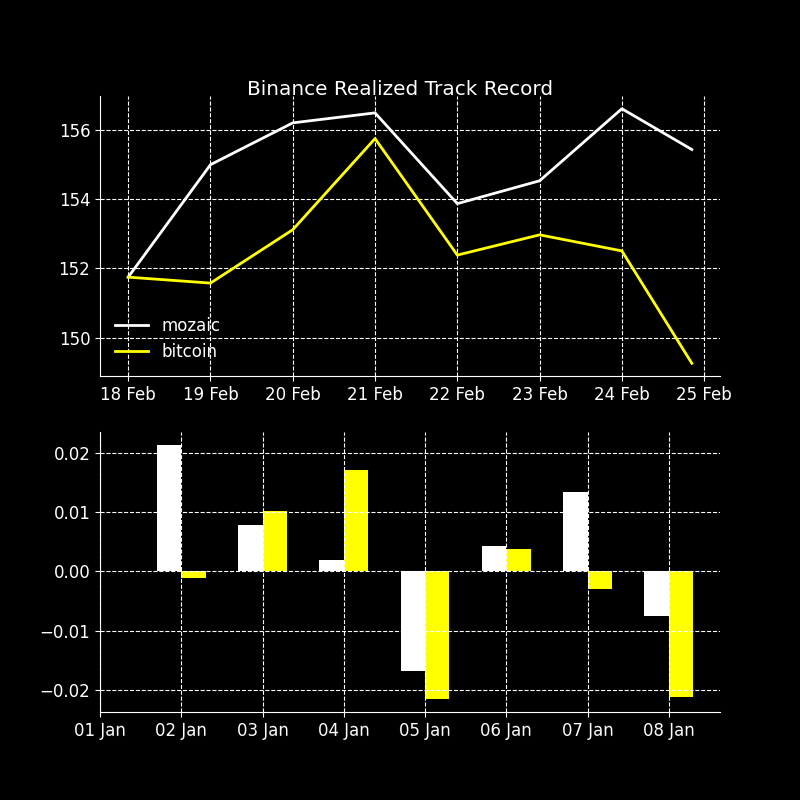 Binance Realized Track Record
156
154
152
150
mozaic
bitcoin
18 Feb 19 Feb 20 Feb 21 Feb 22 Feb 23 Feb 24 Feb 25 Feb
0.02
0.01
0.00
−0.01
−0.02
01 Jan 02 Jan 03 Jan 04 Jan 05 Jan 06 Jan 07 Jan 08 Jan